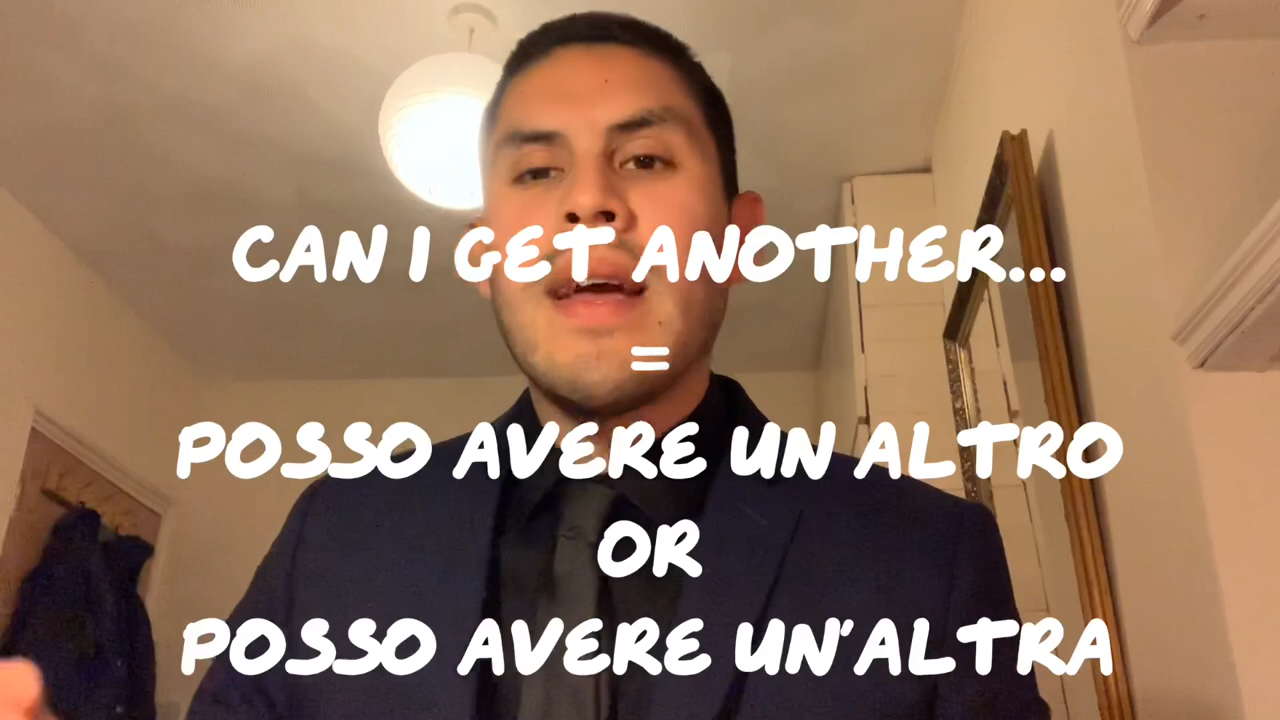 CAN I GET ANOTHER...
=
POSSO AVERE UN ALTRO
OR
POSSO AVERE UN'ALTRA